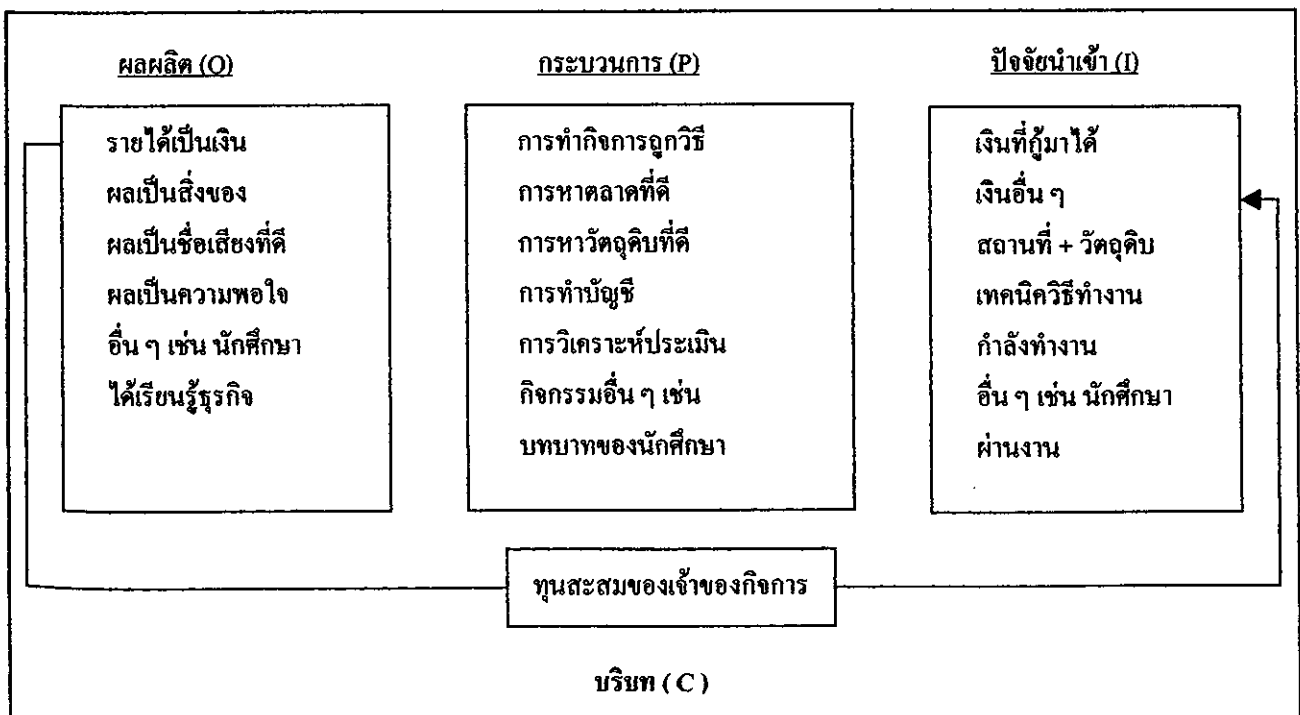 ผลผลิต (O)
รายได้เป็นเงิน
ผลเป็นสิ่งของ
ผลเป็นชื่อเสียงที่ดี
ผลเป็นความพอใจ
อื่น ๆ เช่น นักศึกษา
ได้เรียนรู้ธุรกิจ
กระบวนการ (P)
การทำกิจการถูกวิธี
การหาตลาดที่ดี
การหาวัตถุดิบที่ดี
การทำบัญชี
การวิเคราะห์ประเมิน
กิจกรรมอื่น ๆ เช่น
บทบาทของนักศึกษา
ปัจจัยนำเข้า (I)
เงินที่กู้มาได้
เงินอื่น ๆ
สถานที่ + วัตถุดิบ
เทคนิควิธีทำงาน
กำลังทำงาน
อื่น ๆ เช่น นักศึกษา
ผ่านงาน
ทุนสะสมของเจ้าของกิจการ
บริบท ( C )